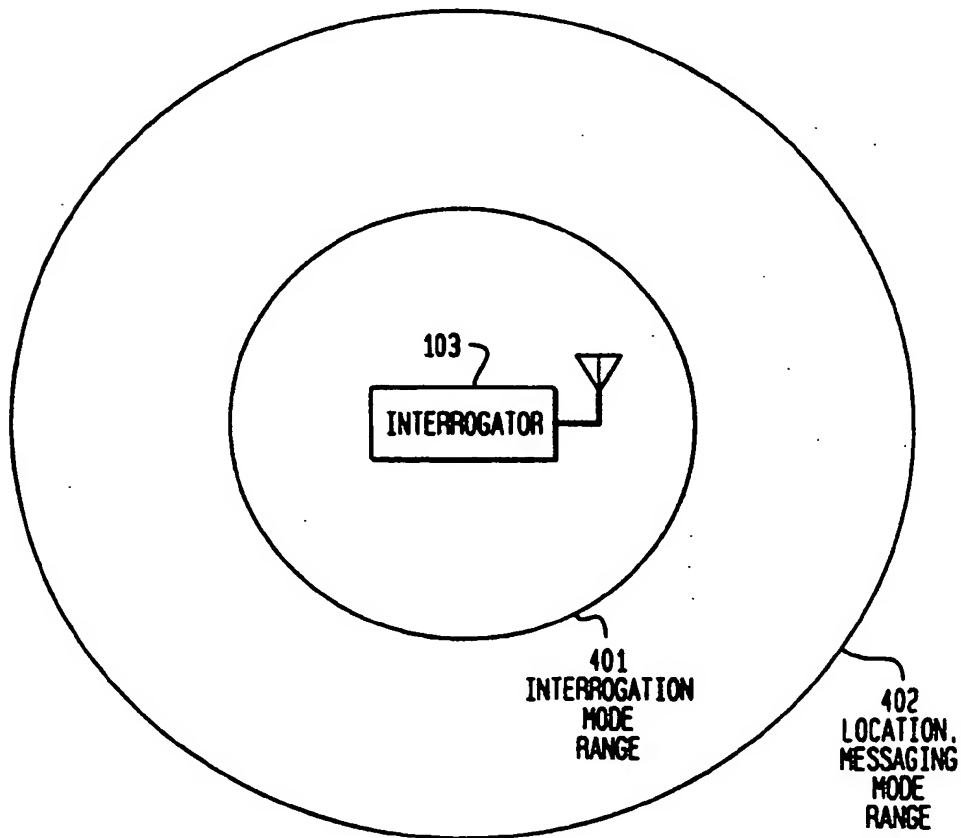 103
INTERROGATOR
401
INTERROGATION
MODE
RANGE
402
LOCATION.
MESSAGING
MODE
RANGE